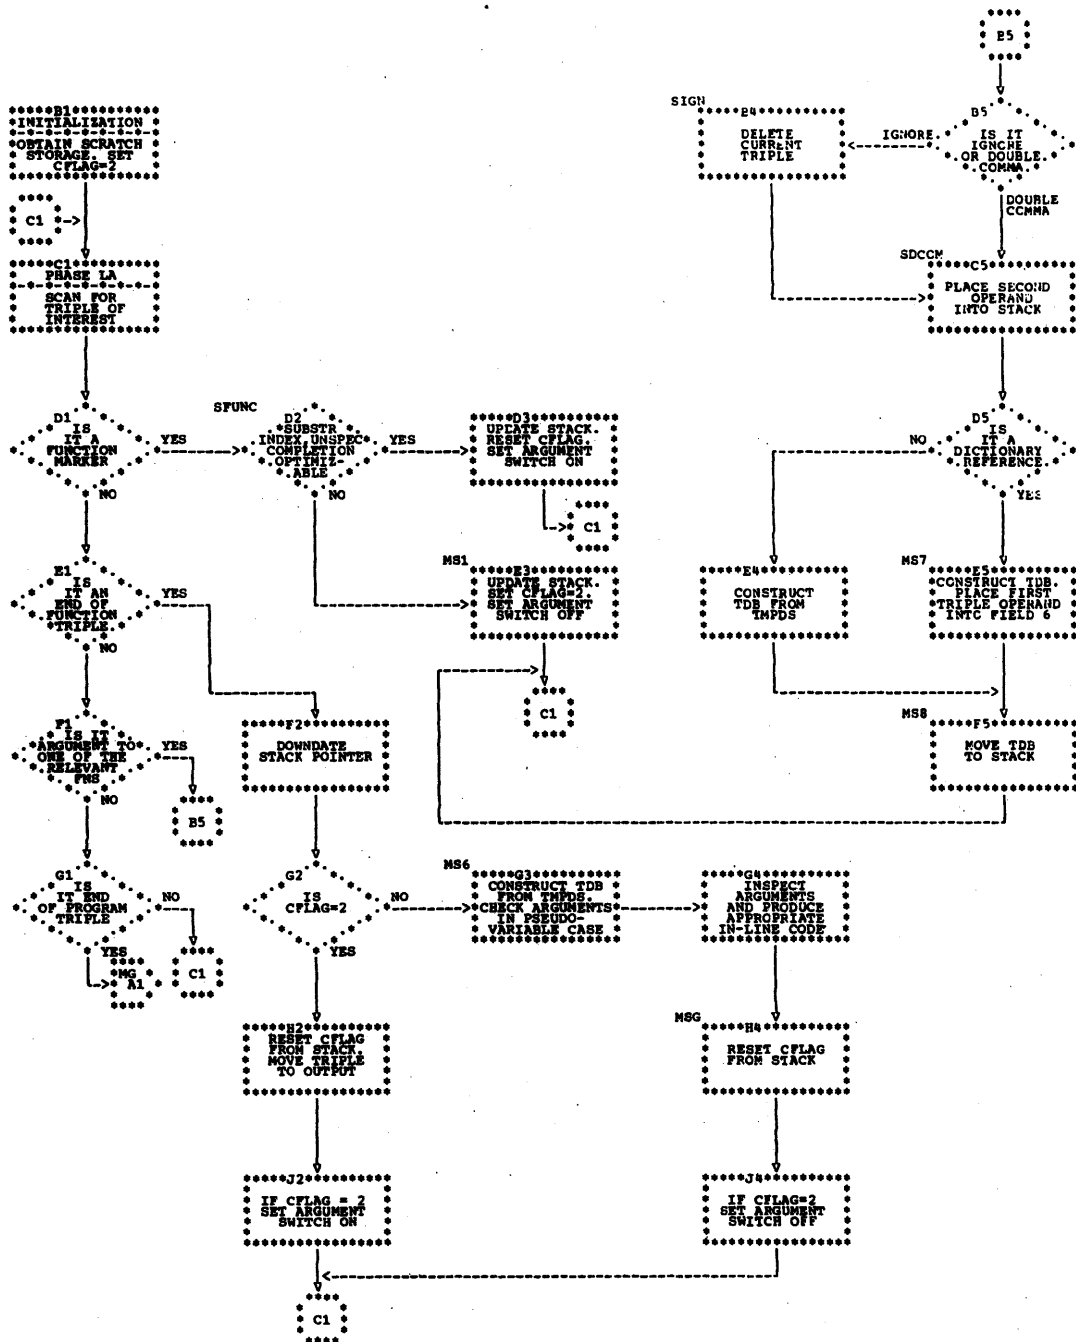 B5
B1
INITIALIZATION
OBTAIN SCRATCH
STORAGE. SET
CFLAG=2
C1
C1
PHASE LA
SCAN FOR
TRIPLE OF
INTEREST
D1
IS
IT A
FUNCTION
MARKER
YES
NO
SFUNC
D2
SUBSTR
INDEX,UNSPEC
COMPLETION
OPTIMIZ-
ABLE
YES
NO
D3
UPDATE STACK.
RESET CFLAG.
SET ARGUMENT
SWITCH ON
C1
E1
IS
IT AN
END OF
FUNCTION
TRIPLE.
YES
NO
MS1
E3
UPDATE STACK.
SET CFLAG=2.
SET ARGUMENT
SWITCH OFF
C1
F1
IS IT
ARGUMENT TO
ONE OF THE
RELEVANT
FNS
YES
NO
B5
F2
DOWNDATE
STACK POINTER
G1
IS
IT END
OF PROGRAM
TRIPLE
NO
YES
MG
A1
C1
G2
IS
CFLAG=2
NO
YES
MS6
G3
CONSTRUCT TDB
FROM TMPDS.
CHECK ARGUMENTS
IN PSEUDO-
VARIABLE CASE
G4
INSPECT
ARGUMENTS
AND PRODUCE
APPROPRIATE
IN-LINE CODE
H2
RESET CFLAG
FROM STACK.
MOVE TRIPLE
TO OUTPUT
MSG
H4
RESET CFLAG
FROM STACK
J2
IF CFLAG = 2
SET ARGUMENT
SWITCH ON
J4
IF CFLAG=2
SET ARGUMENT
SWITCH OFF
C1
SIGN
B4
DELETE
CURRENT
TRIPLE
IGNORE.
B5
IS IT
IGNCRE
OR DOUBLE.
COMMA.
DOUBLE
CCMMA
SDCCM
C5
PLACE SECOND
OPERAND
INTO STACK
D5
IS
IT A
DICTIONARY
REFERENCE.
NO
YES
E4
CONSTRUCT
TDB FROM
TMPDS
MS7
E5
CONSTRUCT TDB.
PLACE FIRST
TRIPLE OPERAND
INTC FIELD 6
MS8
F5
MOVE TDB
TO STACK